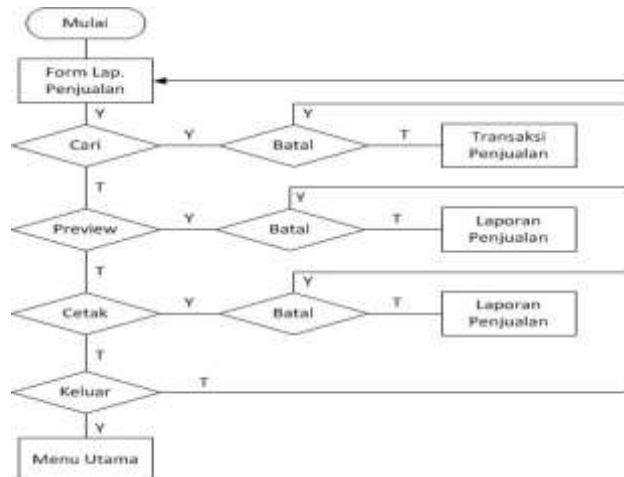 Mulai
Form Lap.
Penjualan
Y
Y
Cari
Y
Batal
T
Transaksi
Penjualan
T
Y
Preview
Y
Batal
T
Laporan
Penjualan
T
Y
Cetak
Y
Batal
T
Laporan
Penjualan
T
Keluar
T
Y
Menu Utama